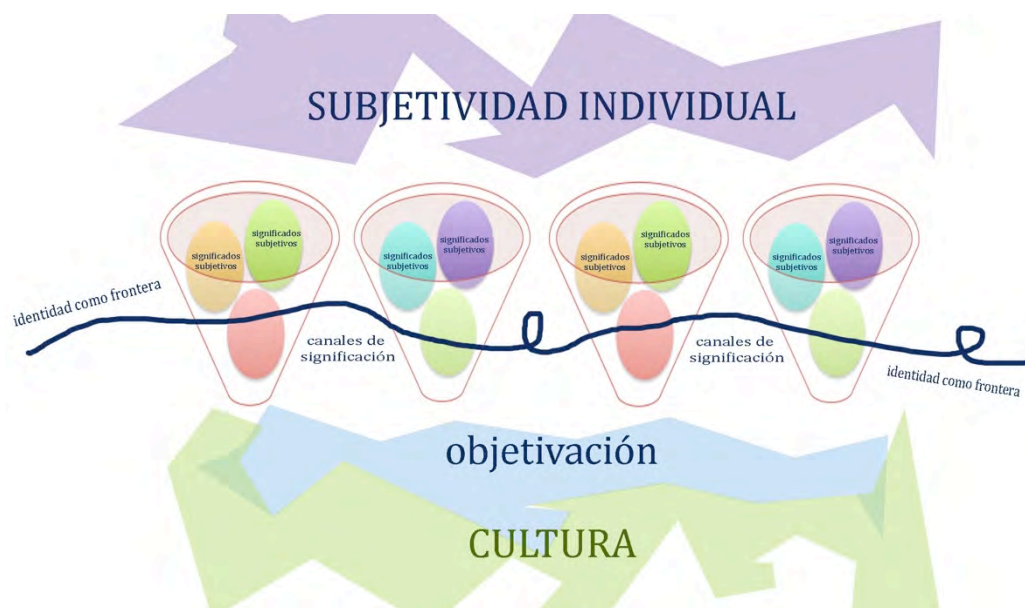 SUBJETIVIDAD INDIVIDUAL
significados
subjetivos
significados
subjetivos
significados
subjetivos
significados
subjetivos
significados
subjetivos
significados
subjetivos
significados
subjetivos
significados
subjetivos
identidad como frontera
canales de
significación
canales de
significación
identidad como frontera
objetivación
CULTURA